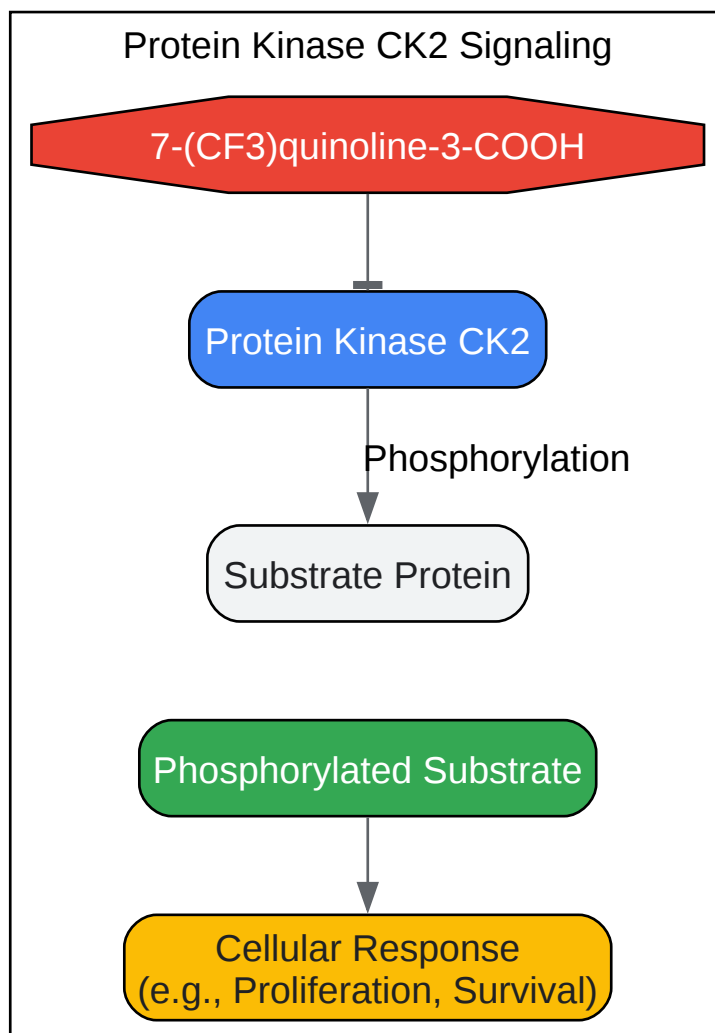 Protein Kinase CK2 Signaling
7-(CF3)quinoline-3-COOH
Protein Kinase CK2
Phosphorylation
Substrate Protein
Phosphorylated Substrate
Cellular Response
(e.g., Proliferation, Survival)